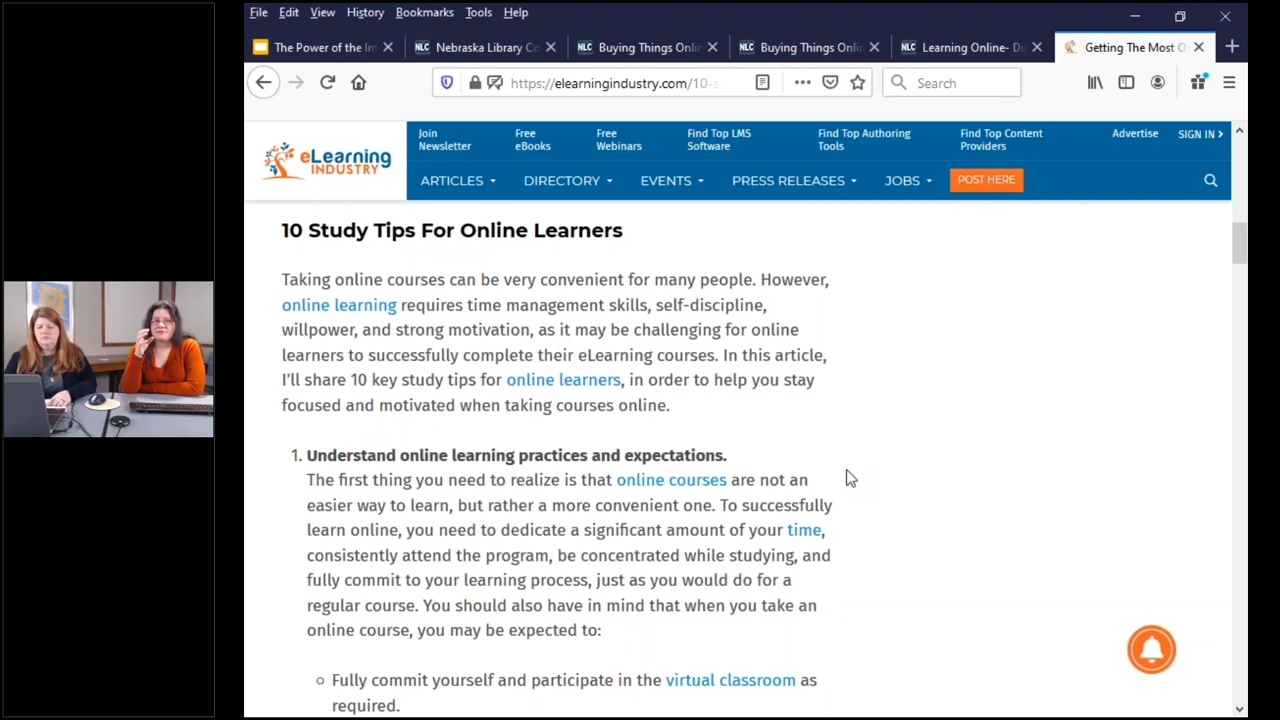 File Edit View History Bookmarks Tools Help
The Power of the In
NLC Nebraska Library Co
NLC Buying Things Onli
NLC Buying Things Onli
NLC Learning Online- D
Getting The Most O
https://elearningindustry.com/10-s
Search
eLearning
INDUSTRY
Join
Newsletter
Free
eBooks
Free
Webinars
Find Top LMS
Software
Find Top Authoring
Tools
Find Top Content
Providers
Advertise
SIGN IN
ARTICLES DIRECTORY EVENTS PRESS RELEASES JOBS POST HERE
10 Study Tips For Online Learners
Taking online courses can be very convenient for many people. However,
online learning requires time management skills, self-discipline,
willpower, and strong motivation, as it may be challenging for online
learners to successfully complete their eLearning courses. In this article,
I'll share 10 key study tips for online learners, in order to help you stay
focused and motivated when taking courses online.
1. Understand online learning practices and expectations.
The first thing you need to realize is that online courses are not an
easier way to learn, but rather a more convenient one. To successfully
learn online, you need to dedicate a significant amount of your time,
consistently attend the program, be concentrated while studying, and
fully commit to your learning process, just as you would do for a
regular course. You should also have in mind that when you take an
online course, you may be expected to:
Fully commit yourself and participate in the virtual classroom as
required.